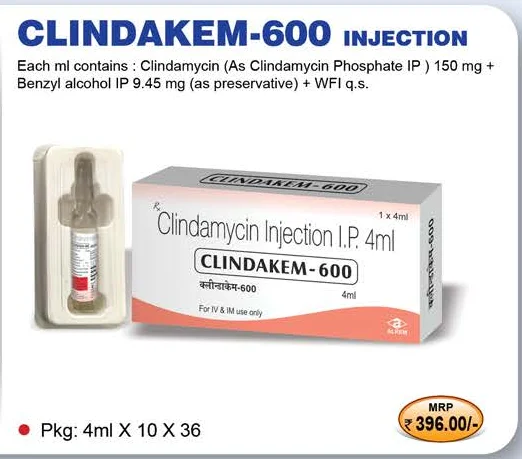 CLINDAKEM-600 INJECTION
Each ml contains : Clindamycin (As Clindamycin Phosphate IP ) 150 mg +
Benzyl alcohol IP 9.45 mg (as preservative) + WFI q.s.
CLINDAKEM-600
1 x 4ml
Rx
Clindamycin Injection I.P. 4ml
CLINDAKEM-600
क्लीन्डाकेम-600
4ml
For IV & IM use only
CLINDAKEM-600
क्लीन्डाकेम-600
ALKEM
Pkg: 4ml X 10 X 36
MRP
₹ 396.00/-